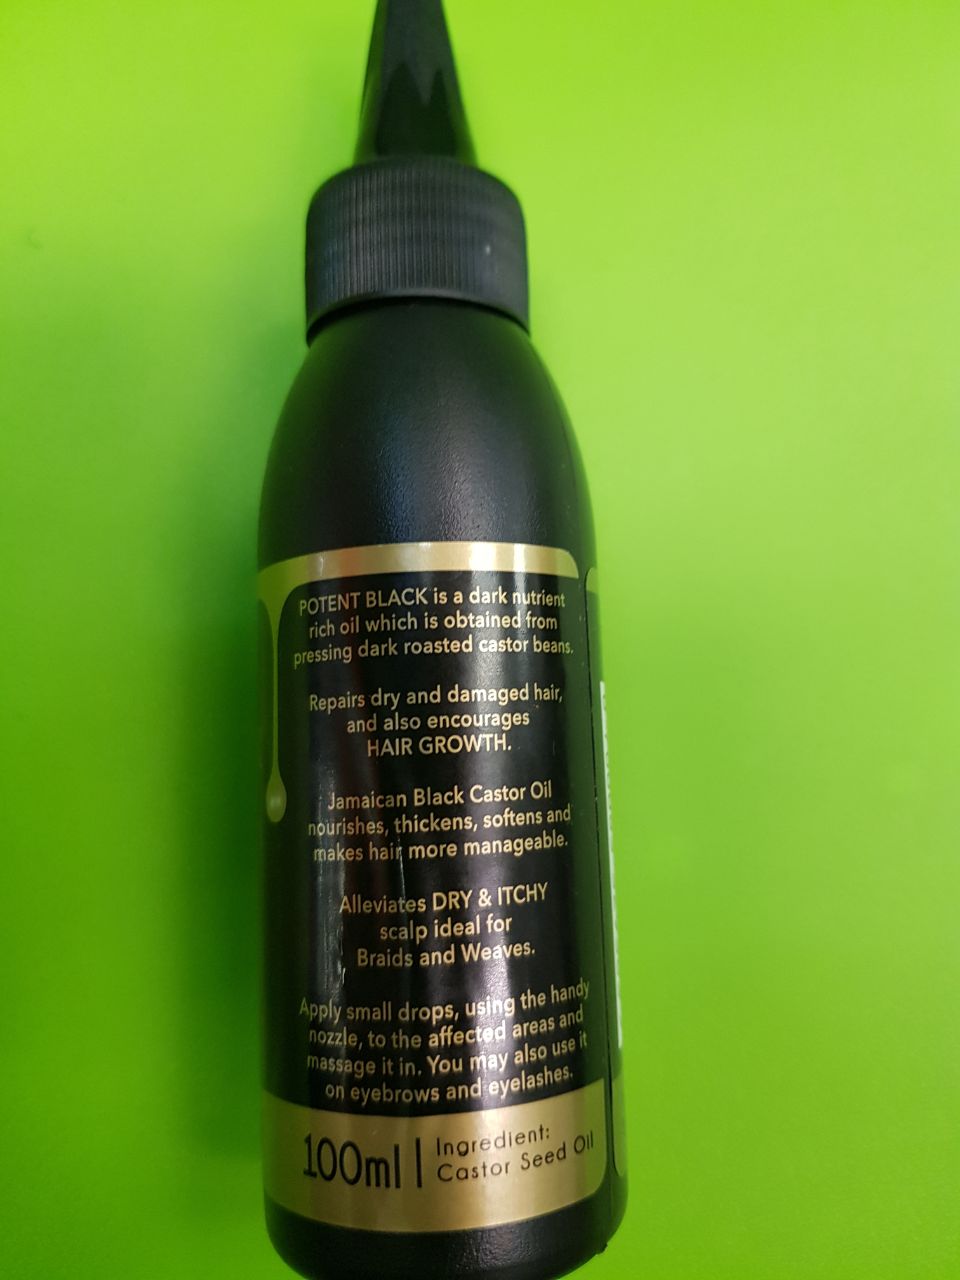 POTENT BLACK is a dark nutrient
rich oil which is obtained from
pressing dark roasted castor beans.
Repairs dry and damaged hair,
and also encourages
HAIR GROWTH.
Jamaican Black Castor Oil
nourishes, thickens, softens and
makes hair more manageable.
Alleviates DRY & ITCHY
scalp ideal for
Braids and Weaves.
Apply small drops, using the handy
nozzle, to the affected areas and
massage it in. You may also use it
on eyebrows and eyelashes.
100ml | Ingredient:
Castor Seed Oil